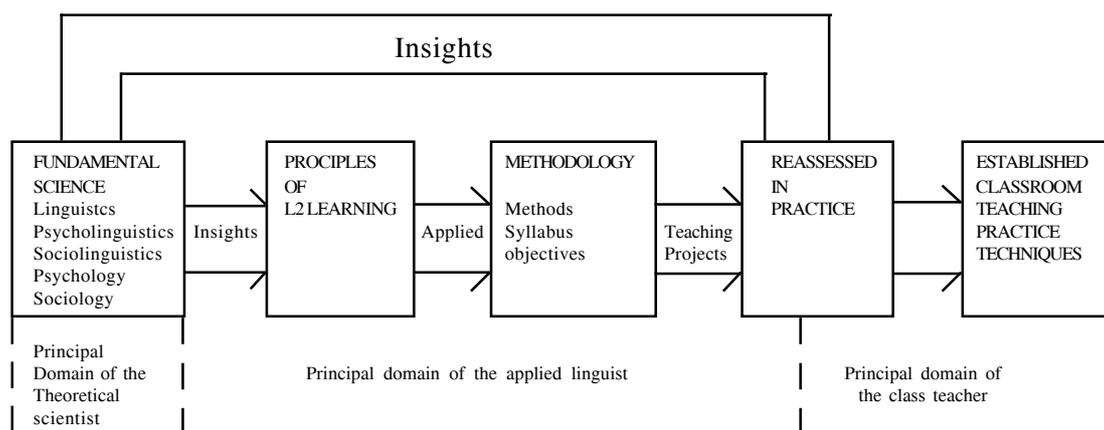 Insights
FUNDAMENTAL
SCIENCE
Linguistcs
Psycholinguistics
Sociolinguistics
Psychology
Sociology
Insights
PROCIPLES
OF
L2 LEARNING
Applied
METHODOLOGY
Methods
Syllabus
objectives
Teaching
Projects
REASSESSED
IN
PRACTICE
ESTABLISHED
CLASSROOM
TEACHING
PRACTICE
TECHNIQUES
Principal
Domain of the
Theoretical
scientist
Principal domain of the applied linguist
Principal domain of
the class teacher